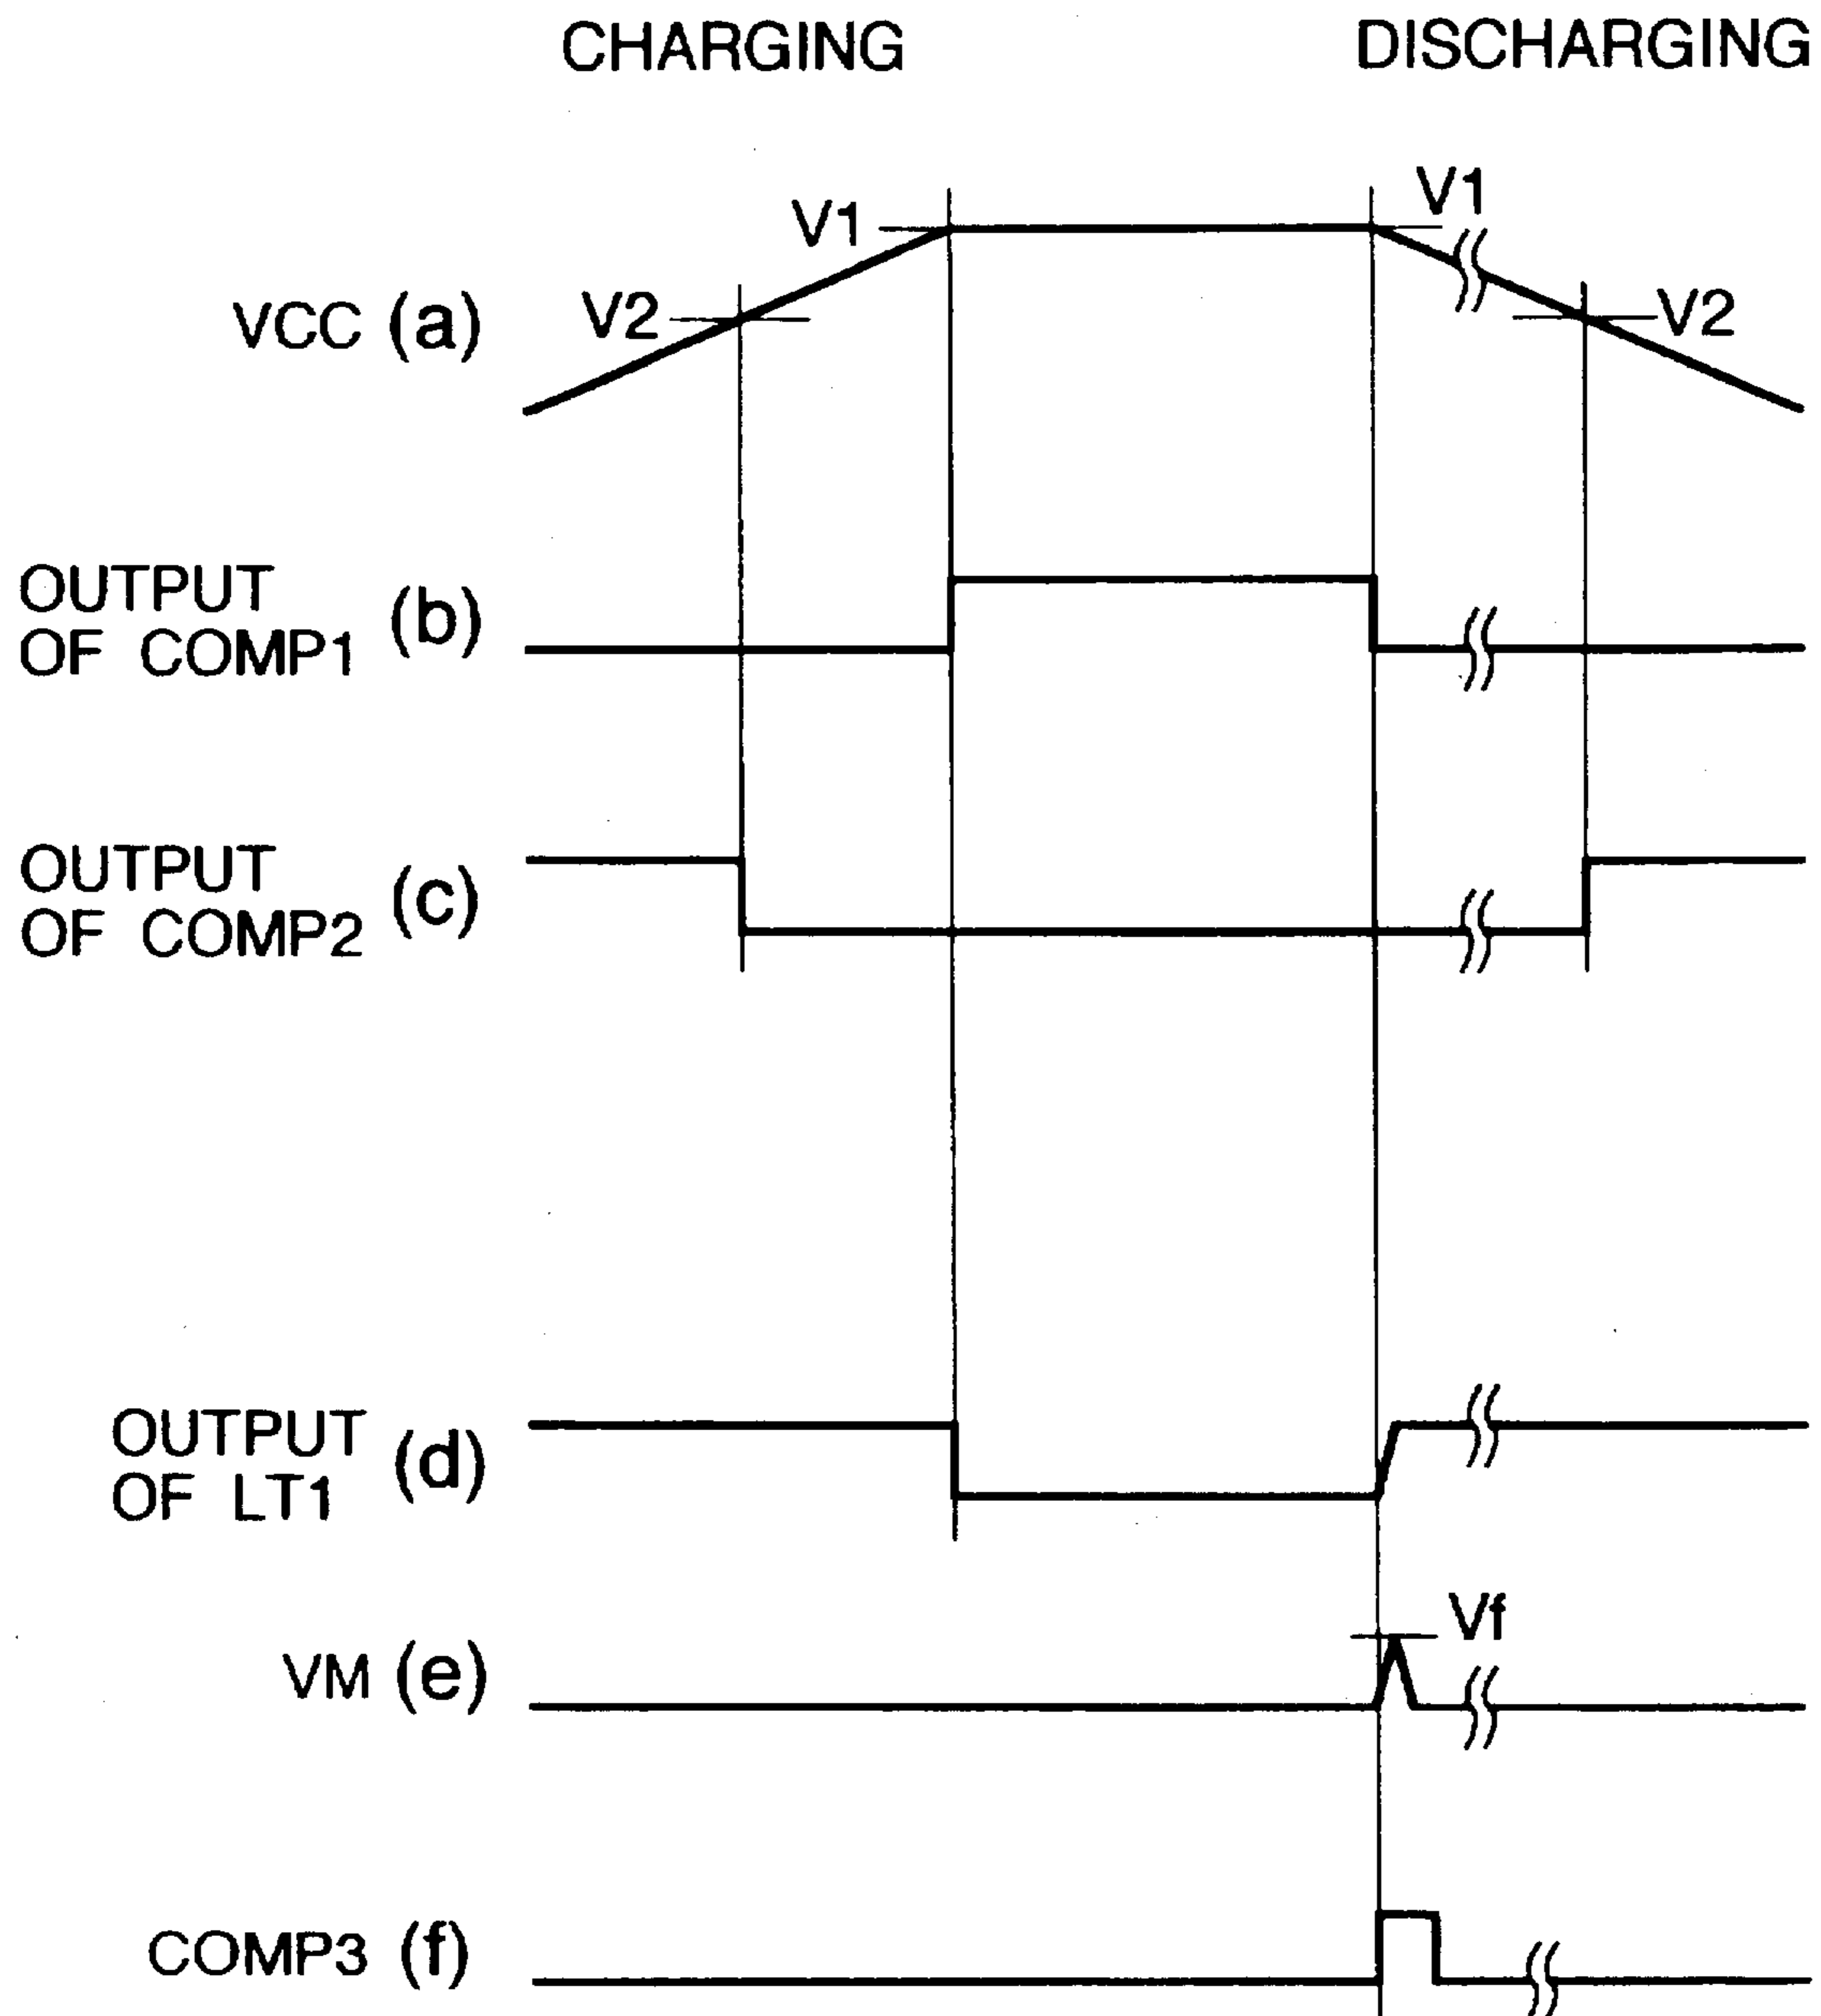 CHARGING DISCHARGING
V1 V1
VCC (a) V2 V2
OUTPUT
OF COMP1 (b)
OUTPUT
OF COMP2 (c)
OUTPUT
OF LT1 (d)
Vf
VM (e)
COMP3 (f)